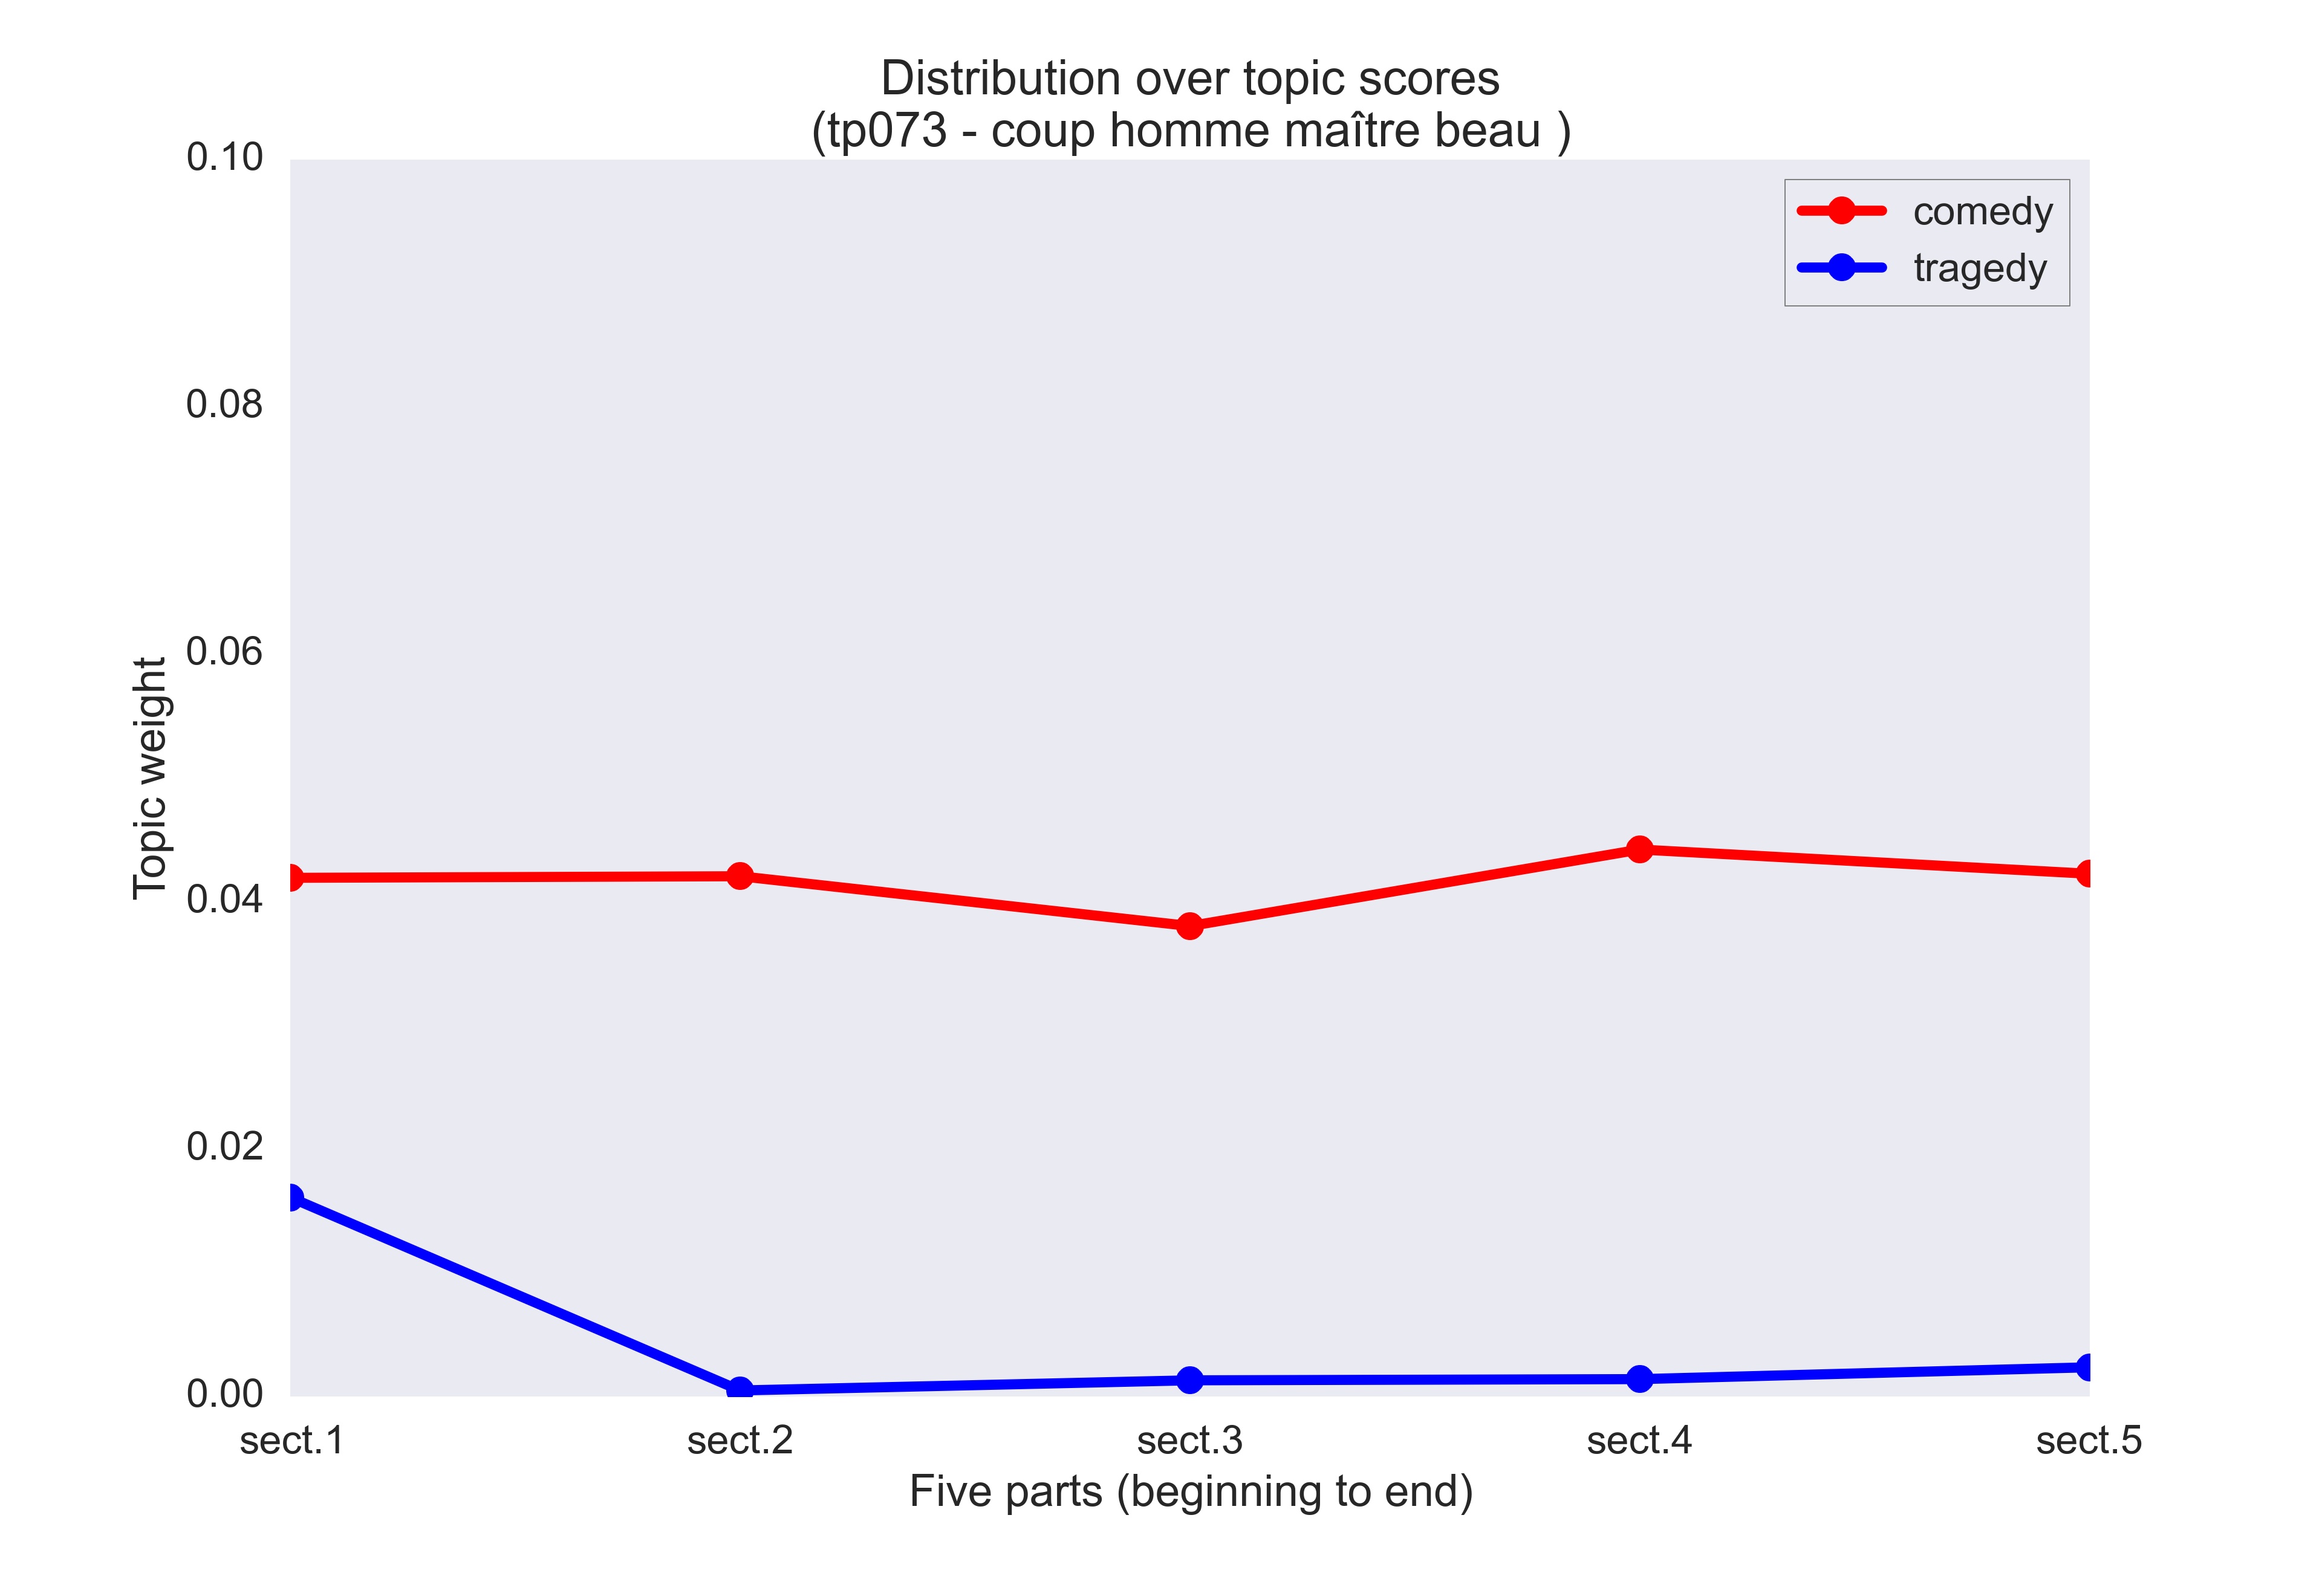 Distribution over topic scores
(tp073 - coup homme maître beau )
comedy
tragedy
0.10
0.08
0.06
0.04
0.02
0.00
Topic weight
sect.1
sect.2
sect.3
sect.4
sect.5
Five parts (beginning to end)